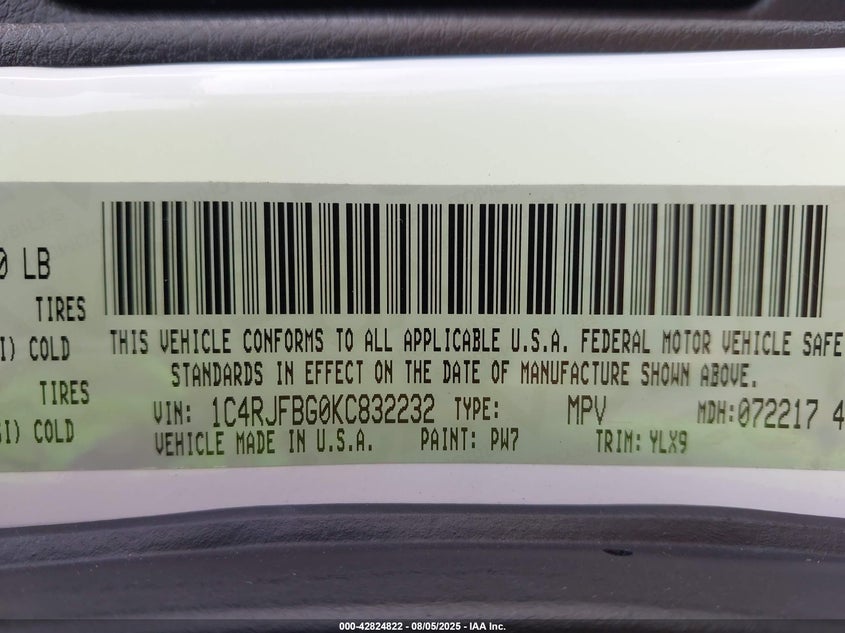 0 LB
TIRES
I) COLD
TIRES
SI) COLD
THIS VEHICLE CONFORMS TO ALL APPLICABLE U.S.A. FEDERAL MOTOR VEHICLE SAFE
STANDARDS IN EFFECT ON THE DATE OF MANUFACTURE SHOWN ABOVE.
VIN: 1C4RJFBG0KC832232 TYPE: MPV MDH:072217 4
VEHICLE MADE IN U.S.A. PAINT: PW7 TRIM: YLX9
000-42824822 - 08/05/2025 - IAA Inc.